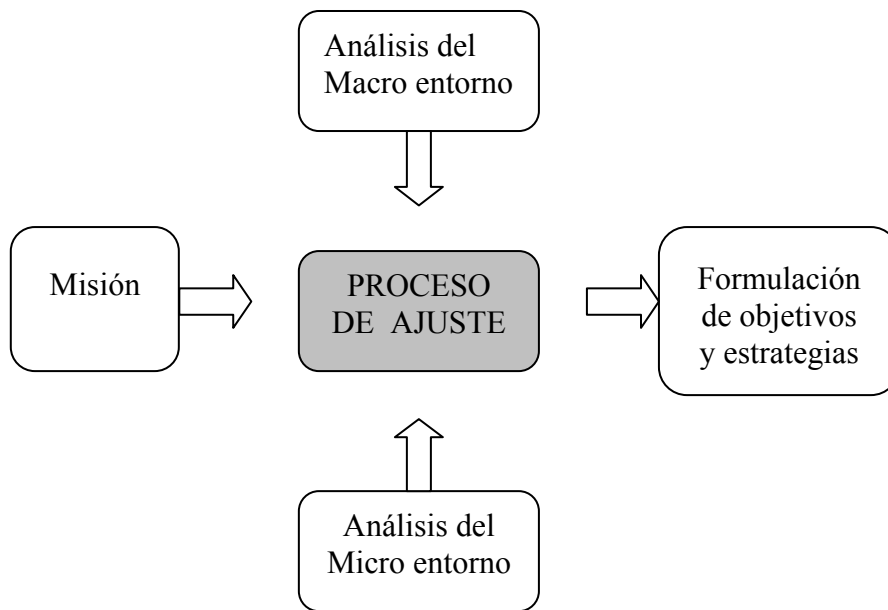 Análisis del
Macro entorno
Misión
PROCESO
DE AJUSTE
Formulación
de objetivos
y estrategias
Análisis del
Micro entorno